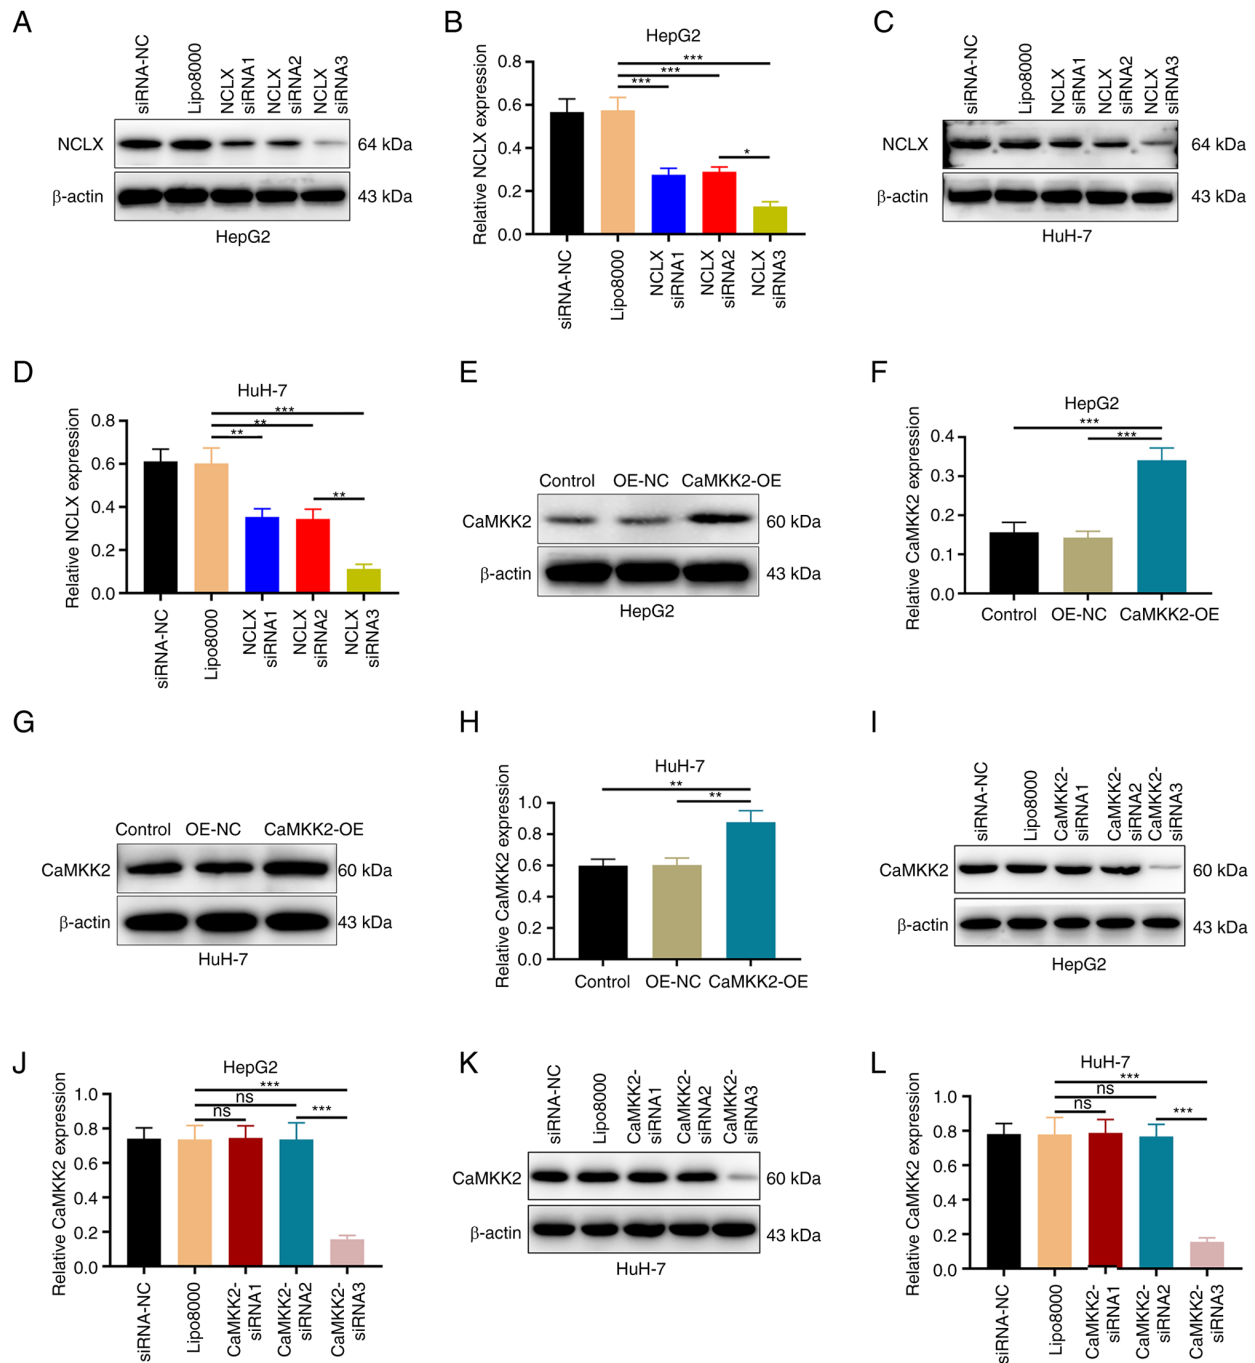 A
siRNA-NC
Lipo8000
NCLX
siRNA1
NCLX
siRNA2
NCLX
siRNA3
NCLX
64 kDa
β-actin
43 kDa
HepG2
B
HepG2
Relative NCLX expression
0.8
0.6
0.4
0.2
0.0
***
***
***
*
siRNA-NC
Lipo8000
NCLX
siRNA1
NCLX
siRNA2
NCLX
siRNA3
C
siRNA-NC
Lipo8000
NCLX
siRNA1
NCLX
siRNA2
NCLX
siRNA3
NCLX
64 kDa
β-actin
43 kDa
HuH-7
D
HuH-7
Relative NCLX expression
0.8
0.6
0.4
0.2
0.0
***
**
**
**
siRNA-NC
Lipo8000
NCLX
siRNA1
NCLX
siRNA2
NCLX
siRNA3
E
Control OE-NC CaMKK2-OE
CaMKK2
60 kDa
β-actin
43 kDa
HepG2
F
HepG2
Relative CaMKK2 expression
0.4
0.3
0.2
0.1
0.0
***
***
Control OE-NC CaMKK2-OE
G
Control OE-NC CaMKK2-OE
CaMKK2
60 kDa
β-actin
43 kDa
HuH-7
H
HuH-7
Relative CaMKK2 expression
1.0
0.8
0.6
0.4
0.2
0.0
**
**
Control OE-NC CaMKK2-OE
I
siRNA-NC
Lipo8000
CaMKK2-
siRNA1
CaMKK2-
siRNA2
CaMKK2-
siRNA3
CaMKK2
60 kDa
β-actin
43 kDa
HepG2
J
HepG2
Relative CaMKK2 expression
1.0
0.8
0.6
0.4
0.2
0.0
***
ns
ns
***
siRNA-NC
Lipo8000
CaMKK2-
siRNA1
CaMKK2-
siRNA2
CaMKK2-
siRNA3
K
siRNA-NC
Lipo8000
CaMKK2-
siRNA1
CaMKK2-
siRNA2
CaMKK2-
siRNA3
CaMKK2
60 kDa
β-actin
43 kDa
HuH-7
L
HuH-7
Relative CaMKK2 expression
1.0
0.8
0.6
0.4
0.2
0.0
***
ns
ns
***
siRNA-NC
Lipo8000
CaMKK2-
siRNA1
CaMKK2-
siRNA2
CaMKK2-
siRNA3